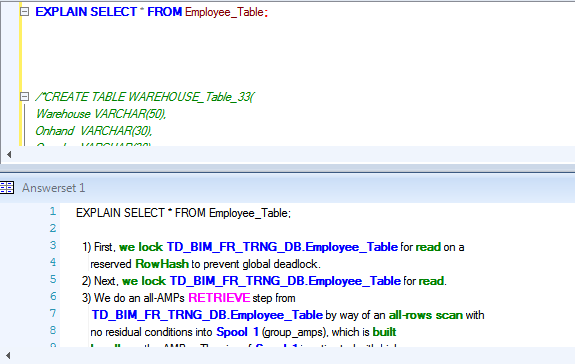 EXPLAIN SELECT * FROM Employee_Table;
/*CREATE TABLE WAREHOUSE_Table_33(
Warehouse VARCHAR(50),
Onhand VARCHAR(30),
Answerset 1
1 EXPLAIN SELECT * FROM Employee_Table;
2
3 1) First, we lock TD_BIM_FR_TRNG_DB.Employee_Table for read on a
4 reserved RowHash to prevent global deadlock.
5 2) Next, we lock TD_BIM_FR_TRNG_DB.Employee_Table for read.
6 3) We do an all-AMPs RETRIEVE step from
7 TD_BIM_FR_TRNG_DB.Employee_Table by way of an all-rows scan with
8 no residual conditions into Spool 1 (group_amps), which is built
9